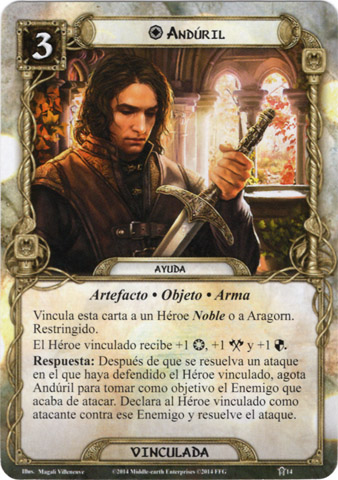 3
Andúril
AYUDA
Artefacto • Objeto • Arma
Vincula esta carta a un Héroe Noble o a Aragorn.
Restringido.
El Héroe vinculado recibe +1 , +1 y +1 .
Respuesta: Después de que se resuelva un ataque
en el que haya defendido el Héroe vinculado, agota
Andúril para tomar como objetivo el Enemigo que
acaba de atacar. Declara al Héroe vinculado como
atacante contra ese Enemigo y resuelve el ataque.
VINCULADA
Illus. Magali Villeneuve ©2014 Middle-earth Enterprises ©2014 FFG 14